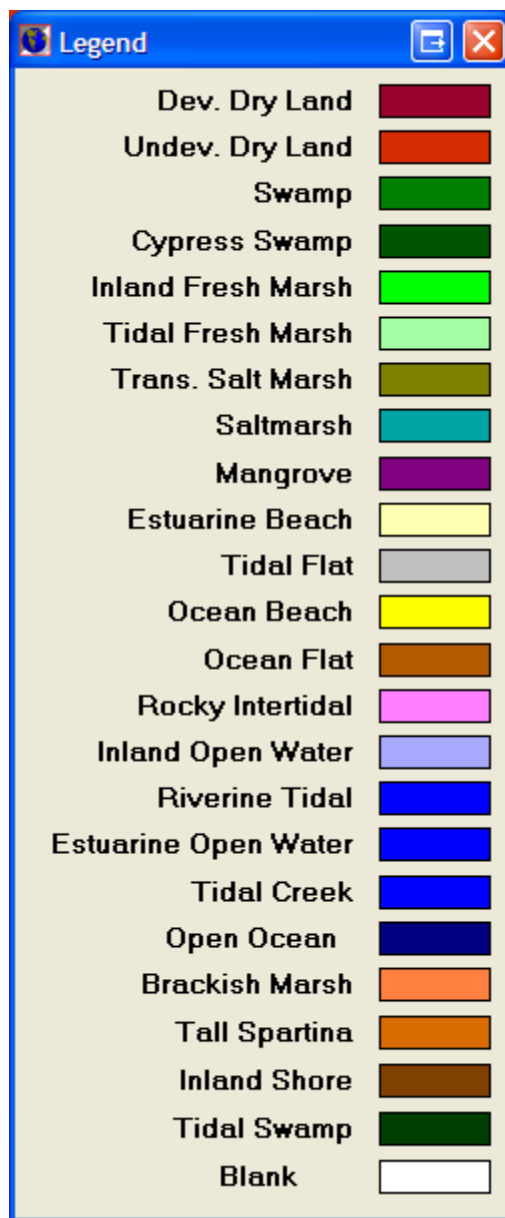 Legend
Dev. Dry Land
Undev. Dry Land
Swamp
Cypress Swamp
Inland Fresh Marsh
Tidal Fresh Marsh
Trans. Salt Marsh
Saltmarsh
Mangrove
Estuarine Beach
Tidal Flat
Ocean Beach
Ocean Flat
Rocky Intertidal
Inland Open Water
Riverine Tidal
Estuarine Open Water
Tidal Creek
Open Ocean
Brackish Marsh
Tall Spartina
Inland Shore
Tidal Swamp
Blank